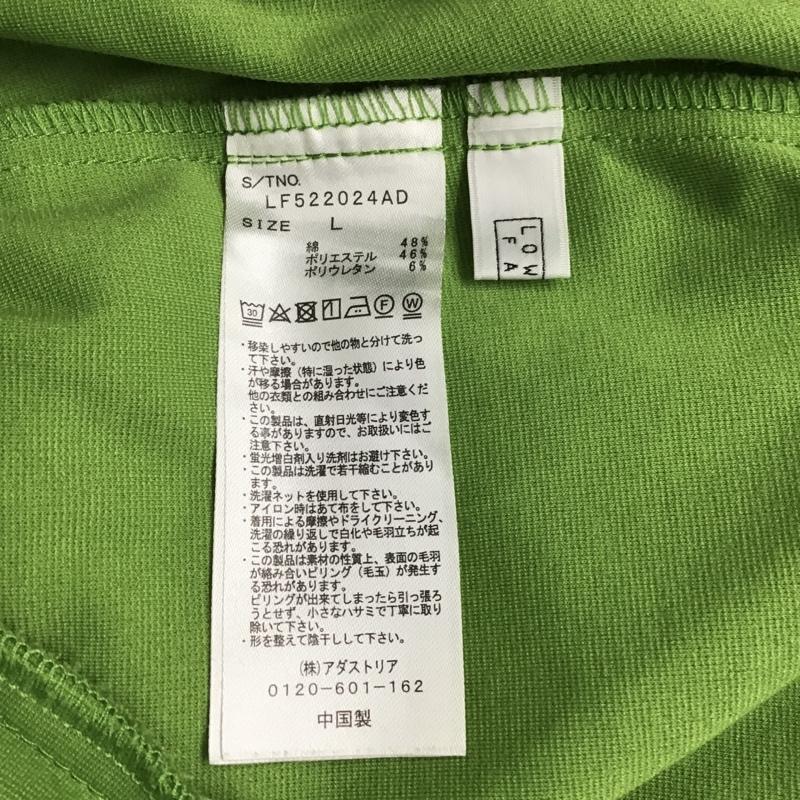 S/TNO.
LF522024AD
SIZE L
綿 48%
ポリエステル 46%
ポリウレタン 6%
30 F W
・移染しやすいので他の物と分けて洗っ
て下さい。
・汗や摩擦（特に湿った状態）により色
が移る場合があります。
他の衣類との組み合わせにご注意くだ
さい。
・この製品は、直射日光等により変色す
る事がありますので、お取扱いにはご
注意下さい。
・蛍光増白剤入り洗剤はお避け下さい。
・この製品は洗濯で若干縮むことがあり
ます。
・洗濯ネットを使用して下さい。
・アイロン時はあて布をして下さい。
・着用による摩擦やドライクリーニング、
洗濯の繰り返しで白化や毛羽立ちが起
こる恐れがあります。
・この製品は素材の性質上、表面の毛羽
が絡み合いピリング（毛玉）が発生す
る恐れがあります。
ピリングが出来てしまったら引っ張ろ
うとせず、小さなハサミで丁寧に取り
除いて下さい。
・形を整えて陰干しして下さい。
(株)アダストリア
0120-601-162
中国製
LOW
FA